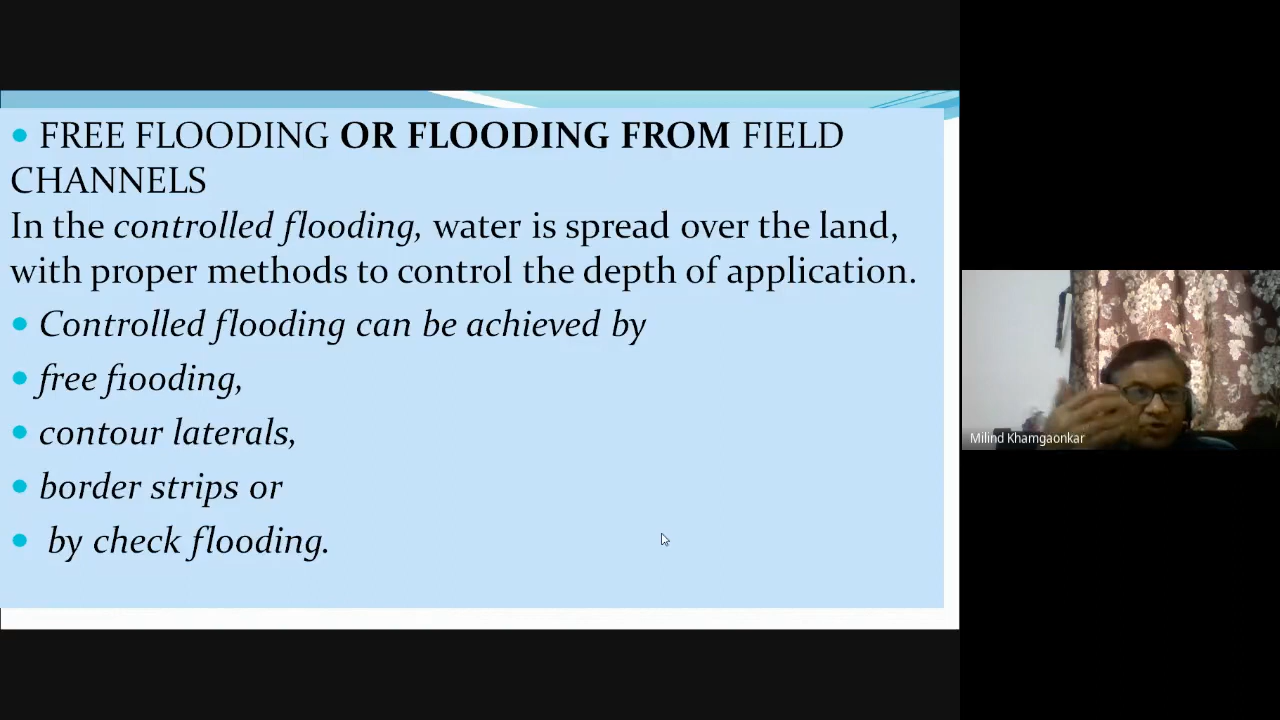 • FREE FLOODING OR FLOODING FROM FIELD
CHANNELS
In the controlled flooding, water is spread over the land,
with proper methods to control the depth of application.
• Controlled flooding can be achieved by
• free fıooding,
• contour laterals,
• border strips or
• by check flooding.
Milind Khamgaonkar